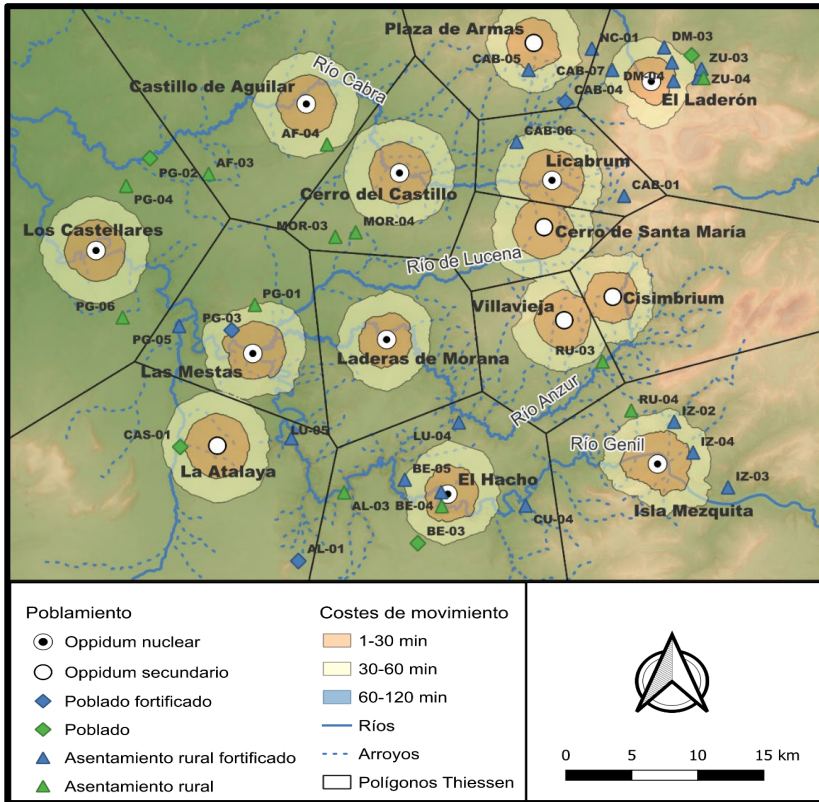 Plaza de Armas
NC-01
DM-03
CAB-05
CAB-07
DM-04
ZU-03
ZU-04
CAB-04
El Laderón
Río Cabra
Castillo de Aguilar
AF-04
CAB-06
Licabrum
PG-02
AF-03
PG-04
Cerro del Castillo
CAB-01
Los Castellares
MOR-03
MOR-04
Cerro de Santa María
Río de Lucena
PG-01
Villavieja
Cisimbrium
PG-06
PG-03
PG-05
Laderas de Morana
RU-03
Las Mestas
Río Anzur
RU-04
IZ-02
CAS-01
LU-05
LU-04
Río Genil
IZ-04
La Atalaya
BE-05
El Hacho
IZ-03
AL-03
BE-04
CU-04
Isla Mezquita
BE-03
AL-01
Poblamiento
Oppidum nuclear
Oppidum secundario
Poblado fortificado
Poblado
Asentamiento rural fortificado
Asentamiento rural
Costes de movimiento
1-30 min
30-60 min
60-120 min
Ríos
Arroyos
Polígonos Thiessen
0 5 10 15 km